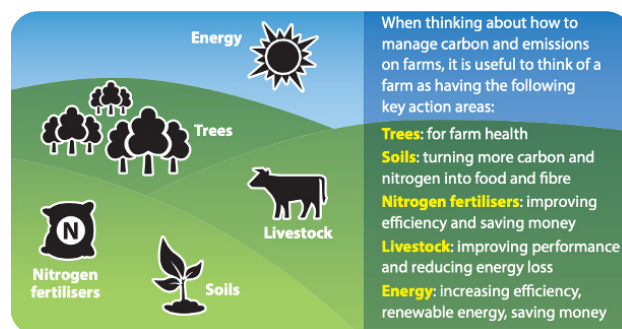 Energy
Trees
Livestock
N
Nitrogen
fertilisers
Soils
When thinking about how to
manage carbon and emissions
on farms, it is useful to think of a
farm as having the following
key action areas:
Trees: for farm health
Soils: turning more carbon and
nitrogen into food and fibre
Nitrogen fertilisers: improving
efficiency and saving money
Livestock: improving performance
and reducing energy loss
Energy: increasing efficiency,
renewable energy, saving money